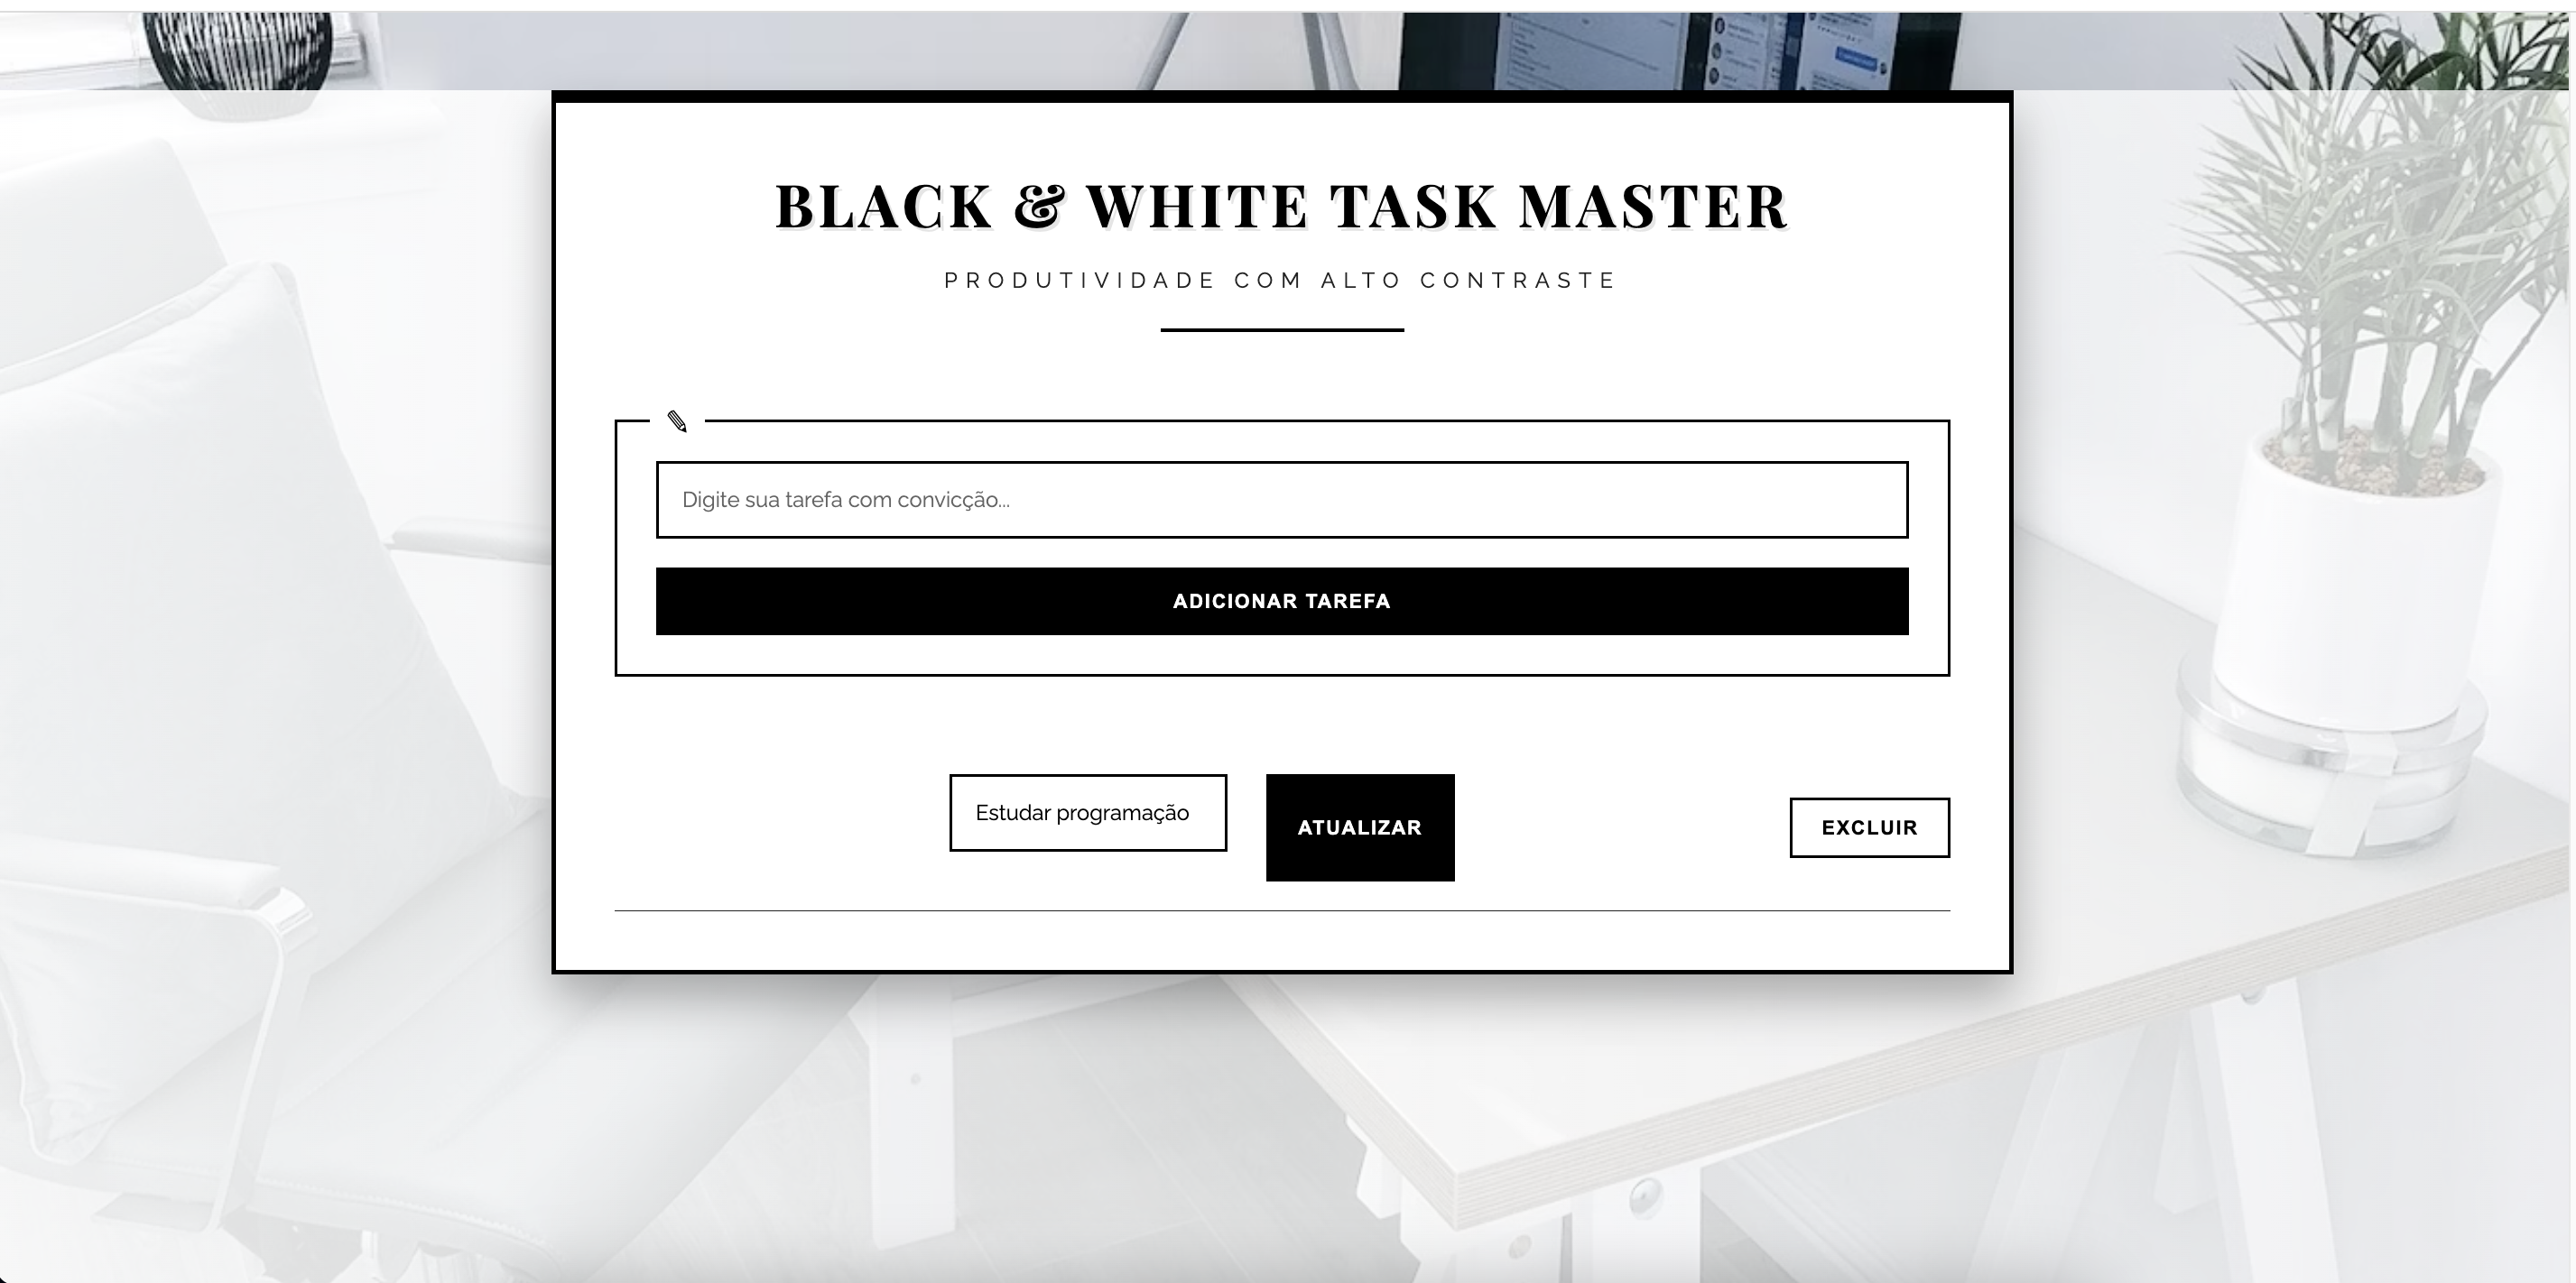 BLACK & WHITE TASK MASTER
PRODUTIVIDADE COM ALTO CONTRASTE
Digite sua tarefa com convicção...
ADICIONAR TAREFA
Estudar programação
ATUALIZAR
EXCLUIR